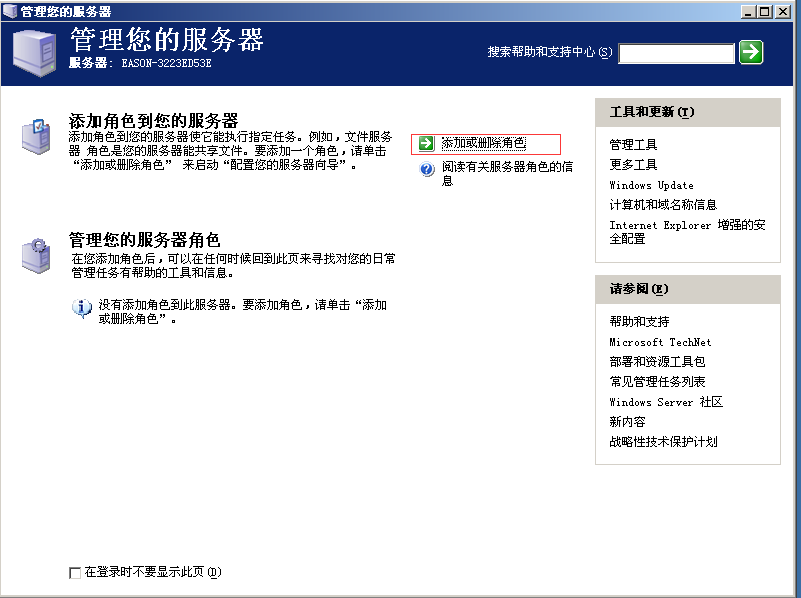 管理您的服务器
管理您的服务器
服务器: EASON-3223ED53E
搜索帮助和支持中心(S)
添加角色到您的服务器
添加角色到您的服务器使它能执行指定任务。例如，文件服务
器 角色是您的服务器能共享文件。要添加一个角色，请单击
“添加或删除角色” 来启动“配置您的服务器向导”。
添加或删除角色
阅读有关服务器角色的信
息
管理您的服务器角色
在您添加角色后，可以在任何时候回到此页来寻找对您的日常
管理任务有帮助的工具和信息。
没有添加角色到此服务器。要添加角色，请单击“添加
或删除角色”。
工具和更新(T)
管理工具
更多工具
Windows Update
计算机和域名称信息
Internet Explorer 增强的安
全配置
请参阅(E)
帮助和支持
Microsoft TechNet
部署和资源工具包
常见管理任务列表
Windows Server 社区
新内容
战略性技术保护计划
在登录时不要显示此页(D)